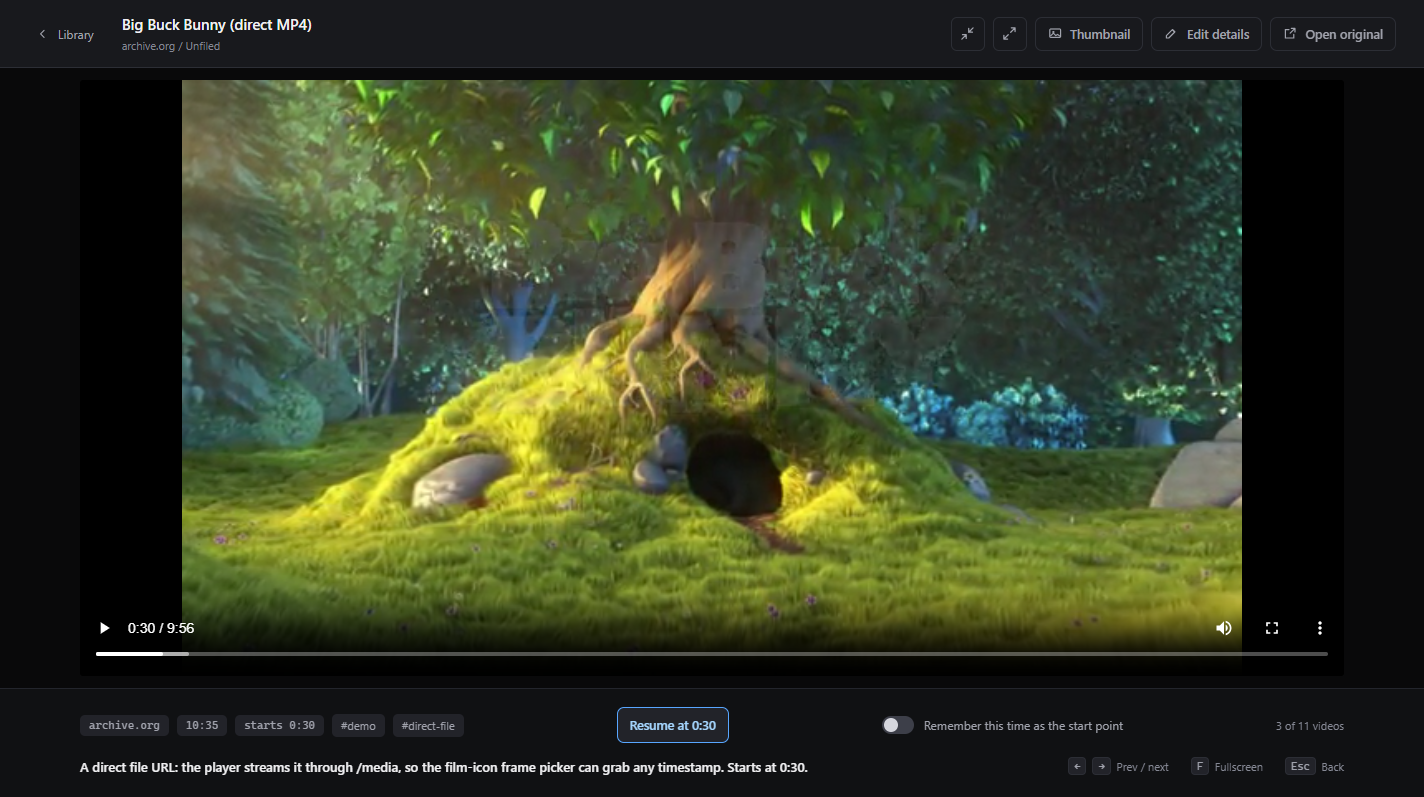 Library
Big Buck Bunny (direct MP4)
archive.org / Unfiled
Thumbnail
Edit details
Open original
0:30 / 9:56
archive.org
10:35
starts 0:30
#demo
#direct-file
Resume at 0:30
Remember this time as the start point
3 of 11 videos
A direct file URL: the player streams it through /media, so the film-icon frame picker can grab any timestamp. Starts at 0:30.
← → Prev / next
F Fullscreen
Esc Back